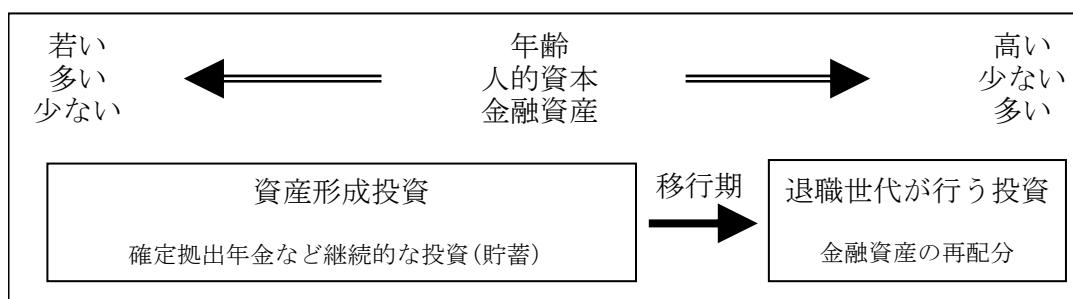 若い 年齢 高い
多い 人的資本 少ない
少ない 金融資産 多い
資産形成投資 移行期 退職世代が行う投資
確定拠出年金など継続的な投資(貯蓄) 金融資産の再配分